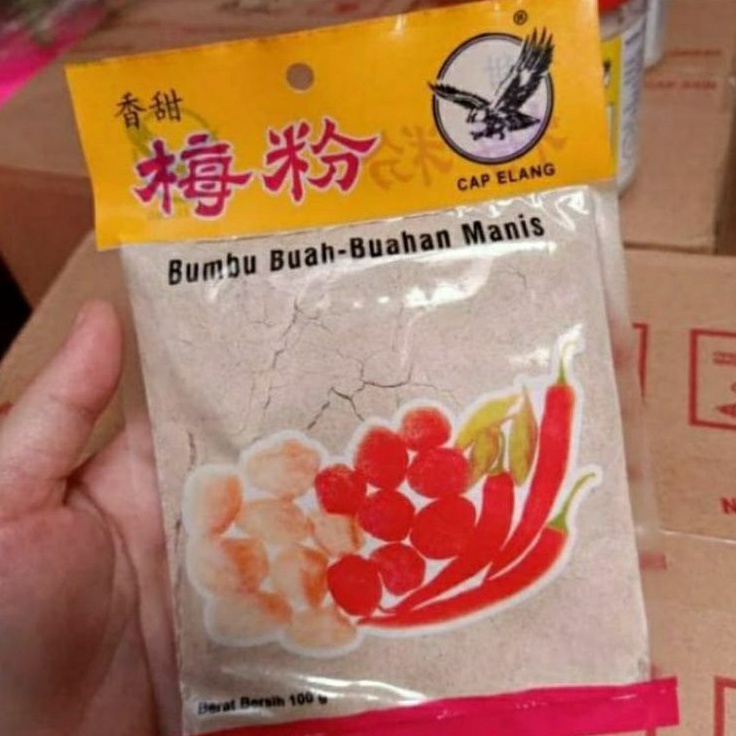 ®
香甜
梅粉
CAP ELANG
Bumbu Buah-Buahan Manis
Berat Bersih 100 g